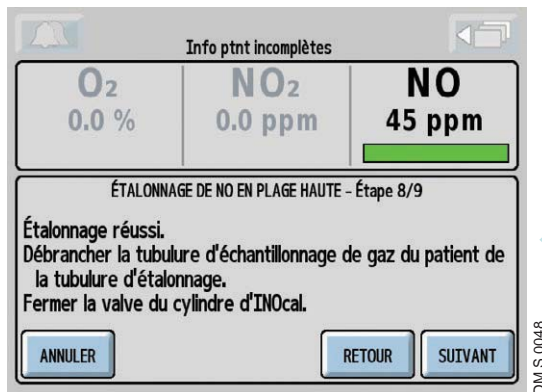 Info ptnt incomplètes
O2 NO2 NO
0.0 % 0.0 ppm 45 ppm
ÉTALONNAGE DE NO EN PLAGE HAUTE - Étape 8/9
Étalonnage réussi.
Débrancher la tubulure d'échantillonnage de gaz du patient de
la tubulure d'étalonnage.
Fermer la valve du cylindre d'INOcal.
ANNULER RETOUR SUIVANT
OM S 0048